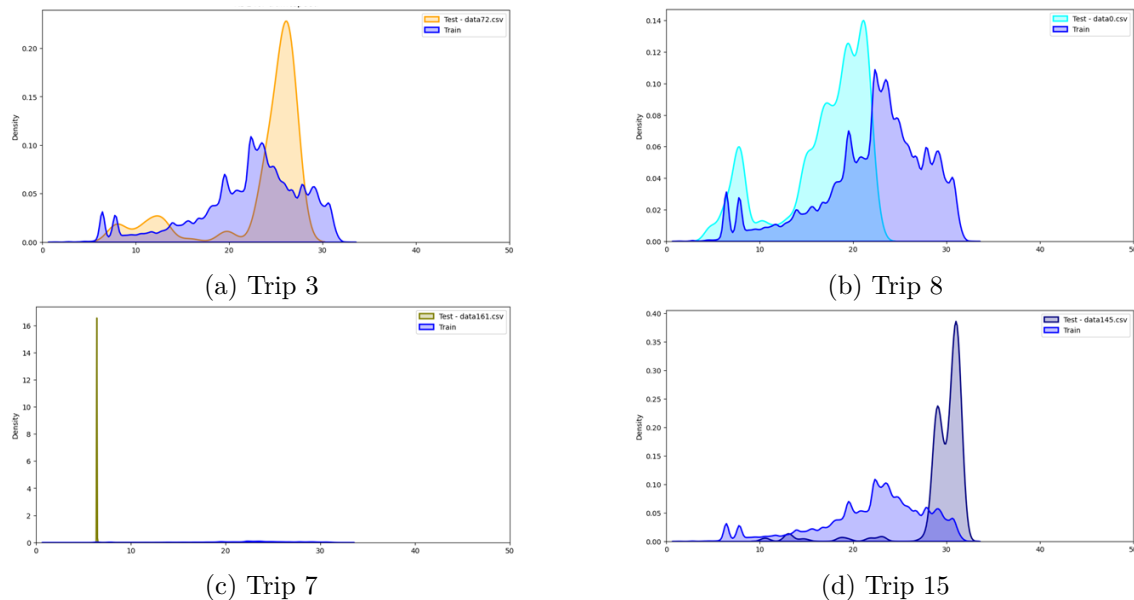 Test - data72.csv
Train
Density
0.20
0.15
0.10
0.05
0.00
0 10 20 30 40 50
(a) Trip 3
Test - data0.csv
Train
Density
0.14
0.12
0.10
0.08
0.06
0.04
0.02
0.00
0 10 20 30 40 50
(b) Trip 8
Test - data161.csv
Train
Density
16
14
12
10
8
6
4
2
0
0 10 20 30 40 50
(c) Trip 7
Test - data145.csv
Train
Density
0.40
0.35
0.30
0.25
0.20
0.15
0.10
0.05
0.00
0 10 20 30 40 50
(d) Trip 15